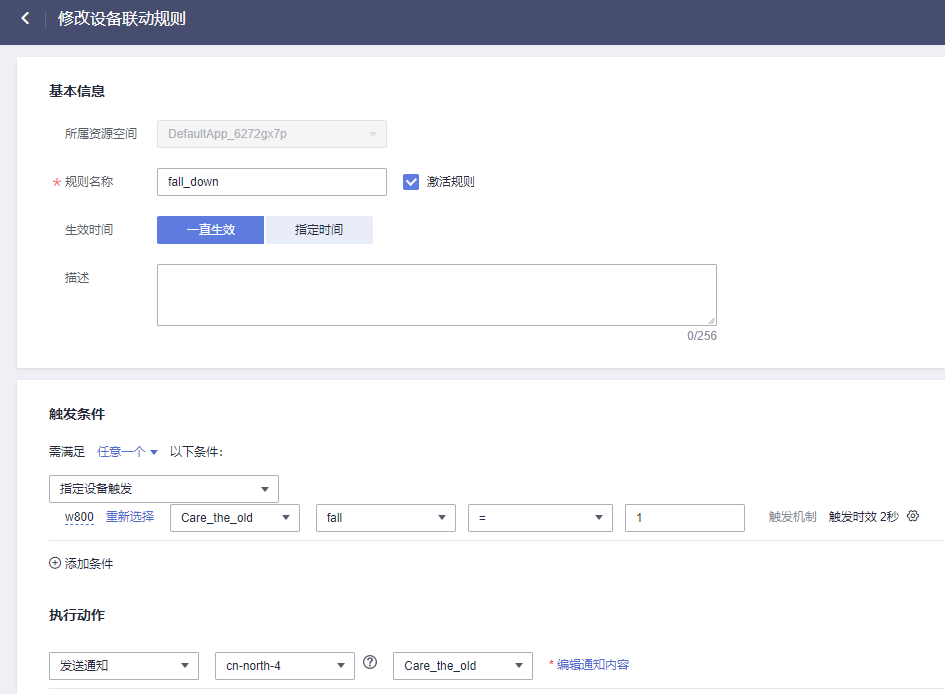 修改设备联动规则
基本信息
所属资源空间 DefaultApp_6272gx7p
* 规则名称 fall_down 激活规则
生效时间 一直生效 指定时间
描述
0/256
触发条件
需满足 任意一个 以下条件:
指定设备触发
w800 重新选择 Care_the_old fall = 1 触发机制 触发时效 2秒
添加条件
执行动作
发送通知 cn-north-4 ? Care_the_old * 编辑通知内容